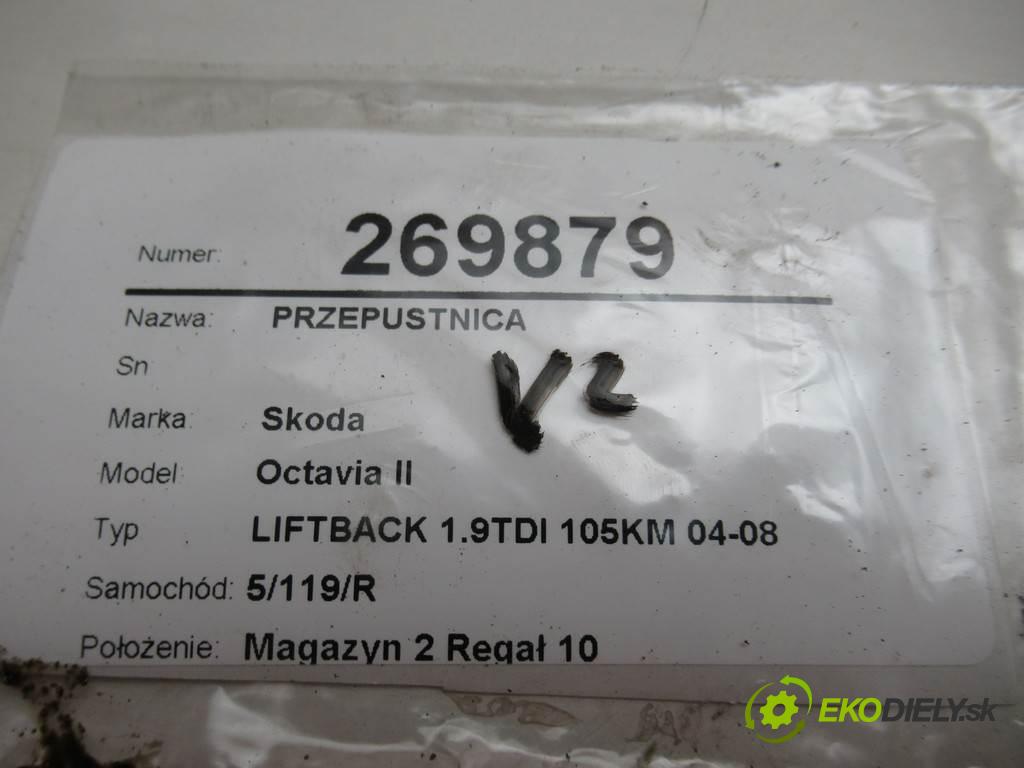 Numer: 269879
Nazwa: PRZEPUSTNICA
Sn
V2
Marka: Skoda
Model: Octavia II
Typ LIFTBACK 1.9TDI 105KM 04-08
Samochód: 5/119/R
Położenie: Magazyn 2 Regał 10
EKODIELY.sk